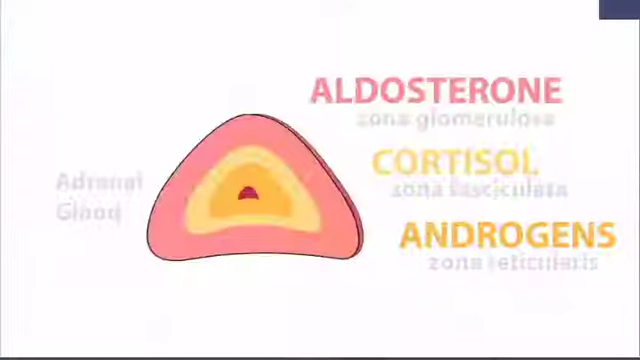 ALDOSTERONE
zona glomerulosa
CORTISOL
zona fasciculata
Adrenal
Gland
ANDROGENS
zona reticularis